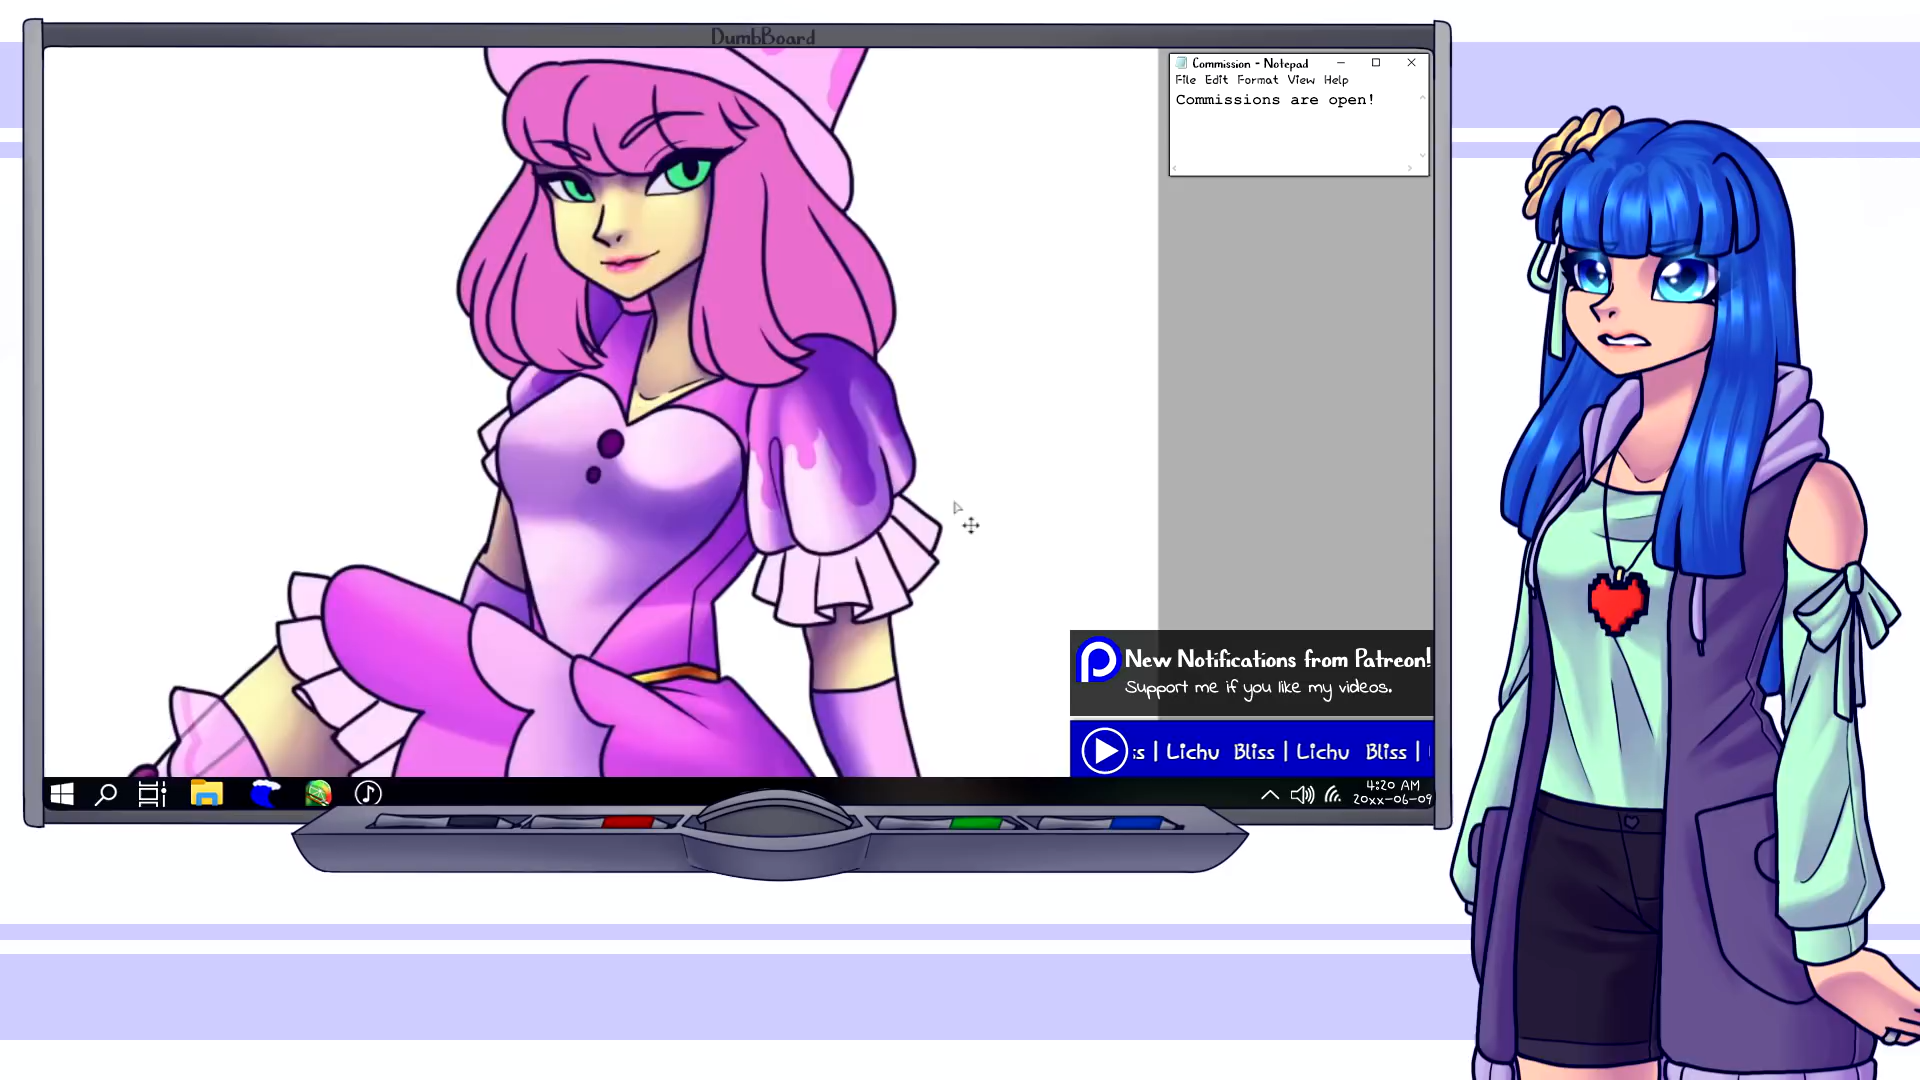 DumbBoard
Commission - Notepad
File Edit Format View Help
Commissions are open!
New Notifications from Patreon!
Support me if you like my videos.
s | Lichu Bliss | Lichu Bliss |
4:20 AM
20xx-06-09